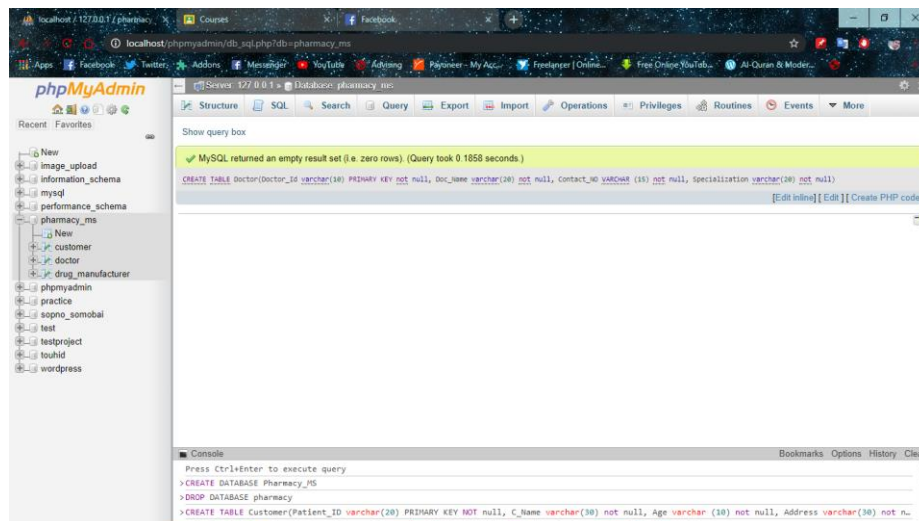 localhost / 127.0.0.1 / pharmacy_
Courses
Facebook
localhost/phpmyadmin/db_sql.php?db=pharmacy_ms
Apps Facebook Twitter Addons Messenger YouTube Advising Payoneer - My Acc... Freelancer | Online... Free Online YouTub... Al-Quran & Moder...
phpMyAdmin
Recent Favorites
New
image_upload
information_schema
mysql
performance_schema
pharmacy_ms
New
customer
doctor
drug_manufacturer
phpmyadmin
practice
sopno_somobai
test
testproject
touhid
wordpress
Server: 127.0.0.1 » Database: pharmacy_ms
Structure SQL Search Query Export Import Operations Privileges Routines Events More
Show query box
MySQL returned an empty result set (i.e. zero rows). (Query took 0.1858 seconds.)
CREATE TABLE Doctor(Doctor_Id varchar(10) PRIMARY KEY not null, Doc_Name varchar(20) not null, Contact_NO VARCHAR (15) not null, Specialization varchar(20) not null)
[Edit inline] [ Edit ] [ Create PHP code
Console
Bookmarks Options History Clea
Press Ctrl+Enter to execute query
>CREATE DATABASE Pharmacy_MS
>DROP DATABASE pharmacy
>CREATE TABLE Customer(Patient_ID varchar(20) PRIMARY KEY NOT null, C_Name varchar(30) not null, Age varchar (10) not null, Address varchar(30) not n…